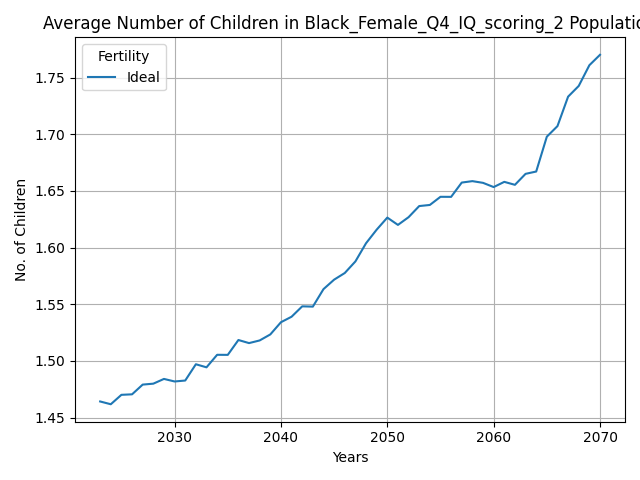 Average Number of Children in Black_Female_Q4_IQ_scoring_2 Populatio
Fertility
Ideal
1.75
1.70
1.65
1.60
1.55
1.50
1.45
No. of Children
2030 2040 2050 2060 2070
Years